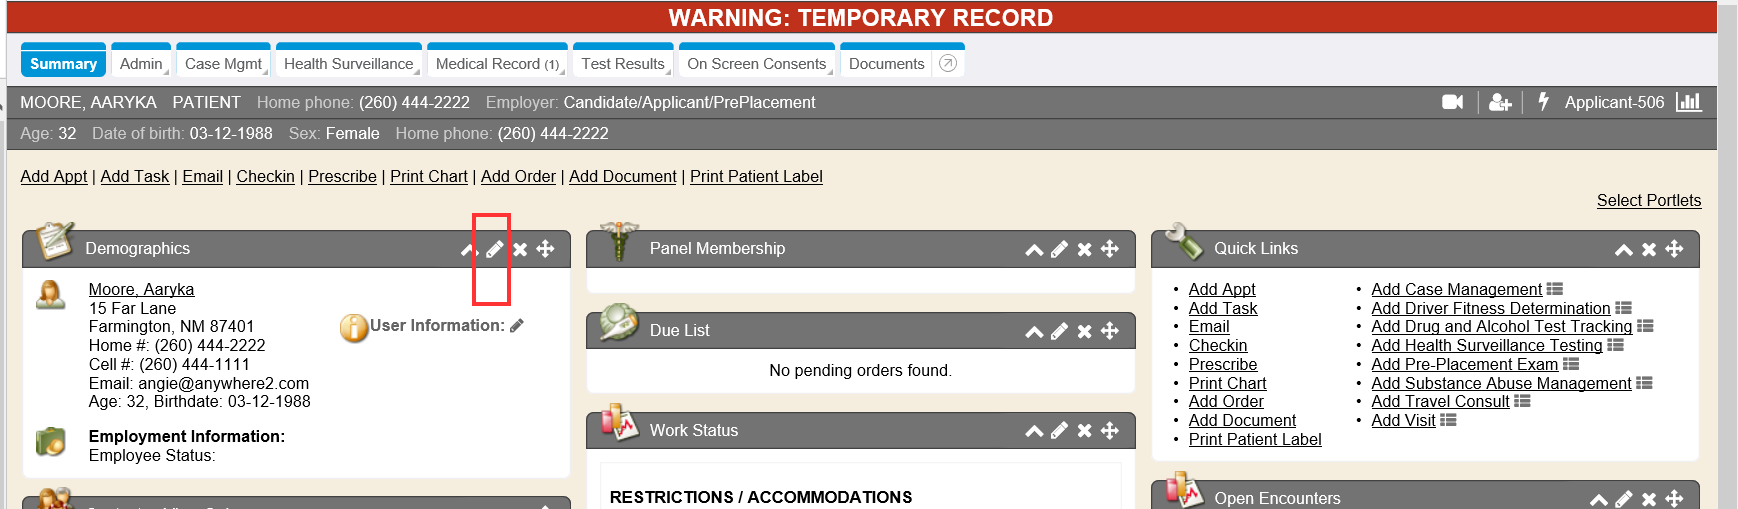 WARNING: TEMPORARY RECORD
Summary Admin Case Mgmt Health Surveillance Medical Record (1) Test Results On Screen Consents Documents
MOORE, AARYKA PATIENT Home phone: (260) 444-2222 Employer: Candidate/Applicant/PrePlacement Applicant-506
Age: 32 Date of birth: 03-12-1988 Sex: Female Home phone: (260) 444-2222
Add Appt | Add Task | Email | Checkin | Prescribe | Print Chart | Add Order | Add Document | Print Patient Label
Select Portlets
Demographics
Moore, Aaryka
15 Far Lane
Farmington, NM 87401
Home #: (260) 444-2222
Cell #: (260) 444-1111
Email: angie@anywhere2.com
Age: 32, Birthdate: 03-12-1988
User Information:
Employment Information:
Employee Status:
Panel Membership
Due List
No pending orders found.
Work Status
RESTRICTIONS / ACCOMMODATIONS
Quick Links
• Add Appt
• Add Task
• Email
• Checkin
• Prescribe
• Print Chart
• Add Order
• Add Document
• Print Patient Label
• Add Case Management
• Add Driver Fitness Determination
• Add Drug and Alcohol Test Tracking
• Add Health Surveillance Testing
• Add Pre-Placement Exam
• Add Substance Abuse Management
• Add Travel Consult
• Add Visit
Open Encounters